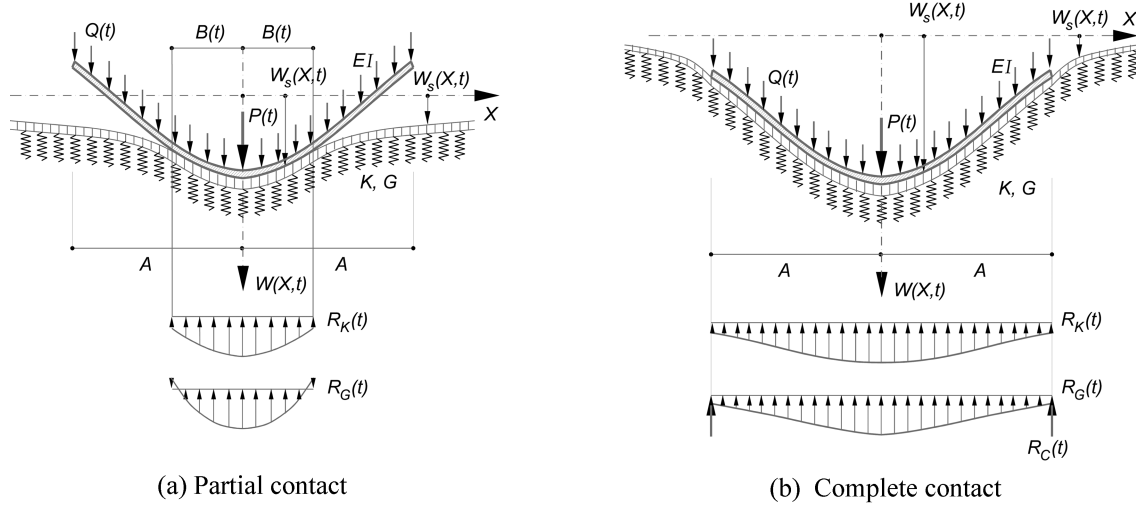 Q(t)
B(t)
B(t)
W_s(X,t)
EI
W_s(X,t)
X
P(t)
K, G
A
A
W(X,t)
R_K(t)
R_G(t)
(a) Partial contact
W_s(X,t)
W_s(X,t)
X
Q(t)
EI
P(t)
K, G
A
A
W(X,t)
R_K(t)
R_G(t)
R_C(t)
(b) Complete contact